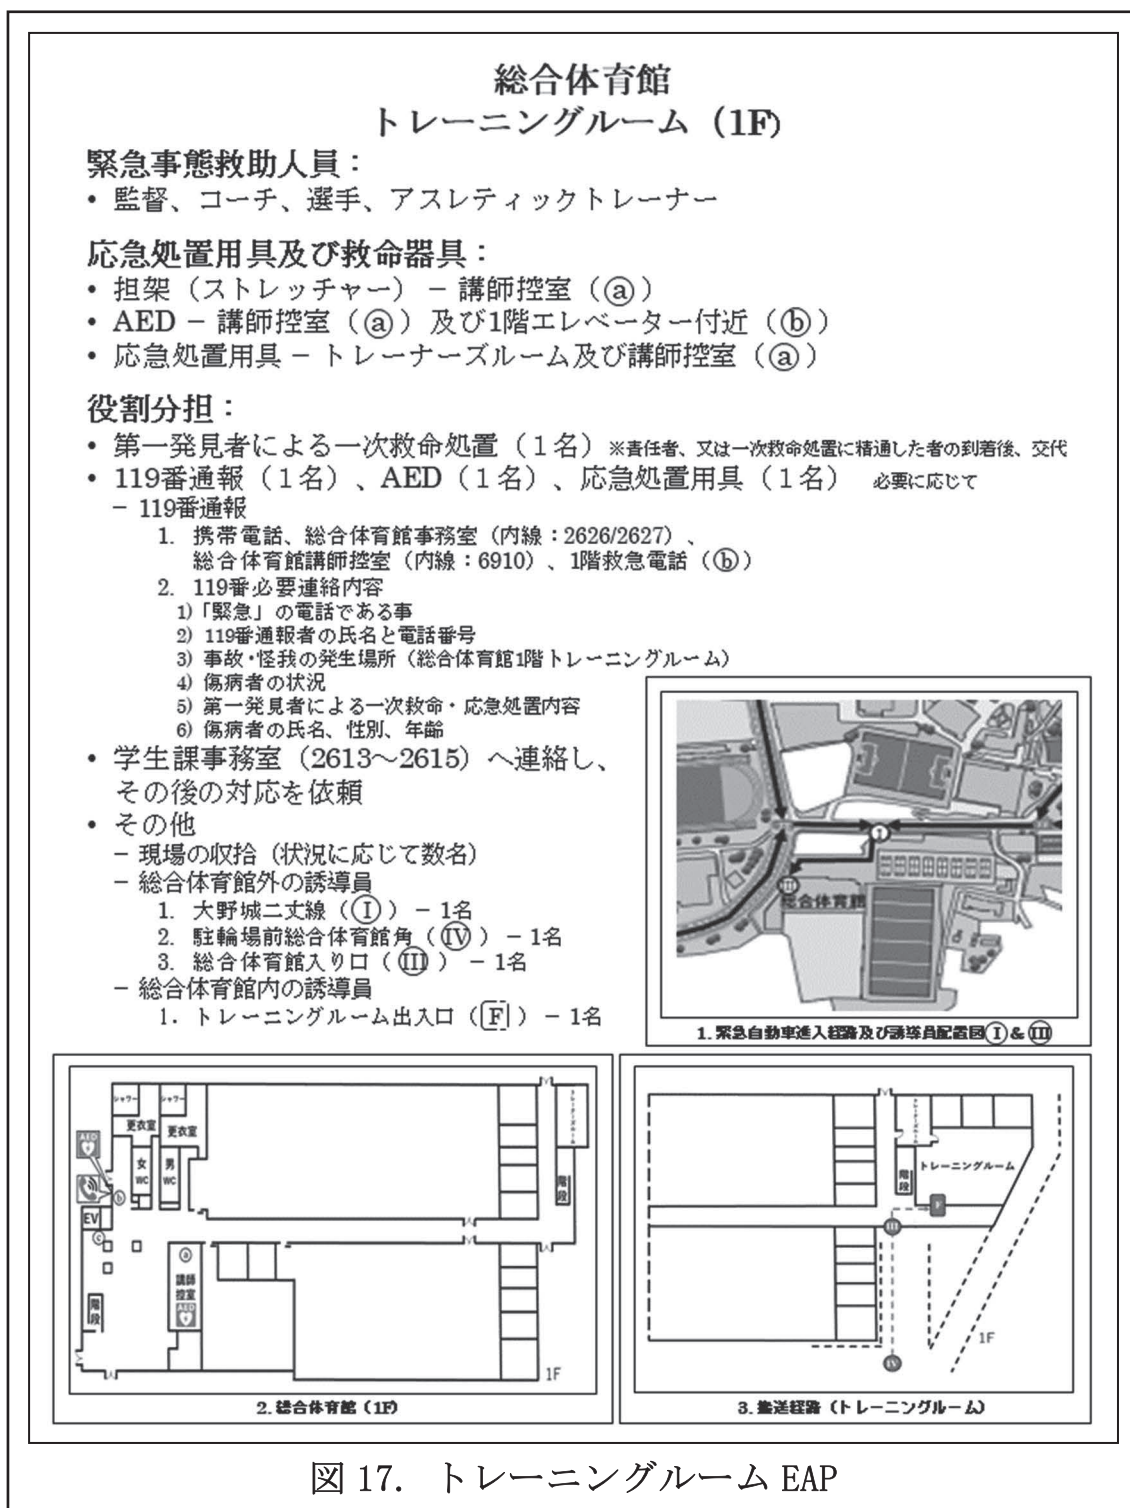 総合体育館
トレーニングルーム（1F）
緊急事態救助人員：
• 監督、コーチ、選手、アスレティックトレーナー
応急処置用具及び救命器具：
• 担架（ストレッチャー）－講師控室（ⓐ）
• AED－講師控室（ⓐ）及び1階エレベーター付近（ⓑ）
• 応急処置用具－トレーナーズルーム及び講師控室（ⓐ）
役割分担：
• 第一発見者による一次救命処置（1名）※責任者、又は一次救命処置に精通した者の到着後、交代
• 119番通報（1名）、AED（1名）、応急処置用具（1名） 必要に応じて
－ 119番通報
1. 携帯電話、総合体育館事務室（内線：2626/2627）、
総合体育館講師控室（内線：6910）、1階救急電話（ⓑ）
2. 119番必要連絡内容
1)「緊急」の電話である事
2) 119番通報者の氏名と電話番号
3) 事故・怪我の発生場所（総合体育館1階トレーニングルーム）
4) 傷病者の状況
5) 第一発見者による一次救命・応急処置内容
6) 傷病者の氏名、性別、年齢
• 学生課事務室（2613～2615）へ連絡し、
その後の対応を依頼
• その他
－ 現場の収拾（状況に応じて数名）
－ 総合体育館外の誘導員
1. 大野城二丈線（Ⅰ）－1名
2. 駐輪場前総合体育館角（Ⅳ）－1名
3. 総合体育館入り口（Ⅲ）－1名
－ 総合体育館内の誘導員
1. トレーニングルーム出入口（F）－1名
Ⅰ
Ⅲ
総合体育館
1. 緊急自動車進入経路及び誘導員配置図Ⅰ&Ⅲ
シャワー
シャワー
更衣室
更衣室
AED
女
WC
男
WC
ⓑ
EV
ⓒ
ⓐ
講師
控室
AED
階段
トレーナーズルーム
階段
1F
2. 総合体育館（1F）
トレーナーズルーム
トレーニングルーム
階段
F
Ⅲ
Ⅳ
1F
3. 搬送経路（トレーニングルーム）
図 17. トレーニングルーム EAP